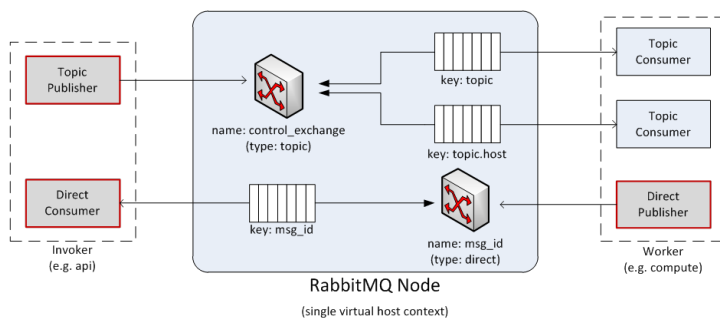 Topic
Publisher
Direct
Consumer
Invoker
(e.g. api)
name: control_exchange
(type: topic)
key: topic
key: topic.host
key: msg_id
name: msg_id
(type: direct)
Topic
Consumer
Topic
Consumer
Direct
Publisher
Worker
(e.g. compute)
RabbitMQ Node
(single virtual host context)